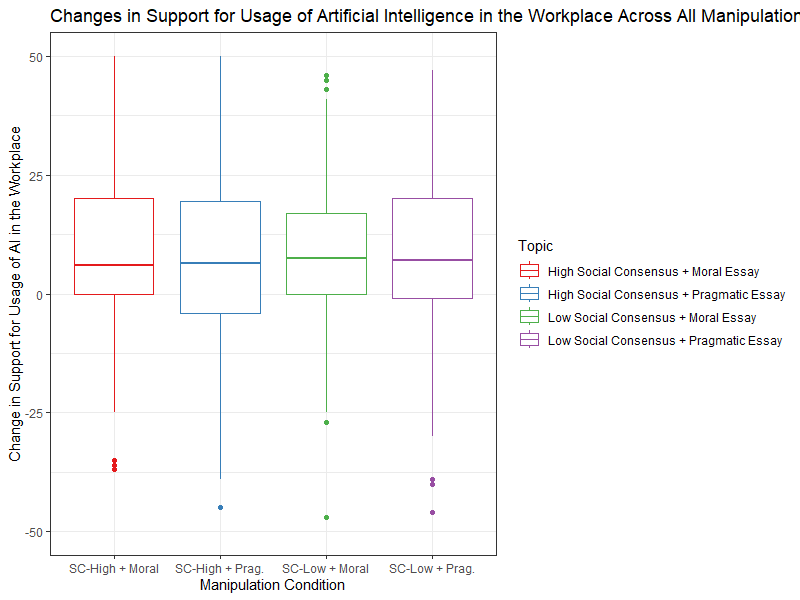 Changes in Support for Usage of Artificial Intelligence in the Workplace Across All Manipulation
Change in Support for Usage of AI in the Workplace
50
25
0
-25
-50
SC-High + Moral
SC-High + Prag.
SC-Low + Moral
SC-Low + Prag.
Manipulation Condition
Topic
High Social Consensus + Moral Essay
High Social Consensus + Pragmatic Essay
Low Social Consensus + Moral Essay
Low Social Consensus + Pragmatic Essay